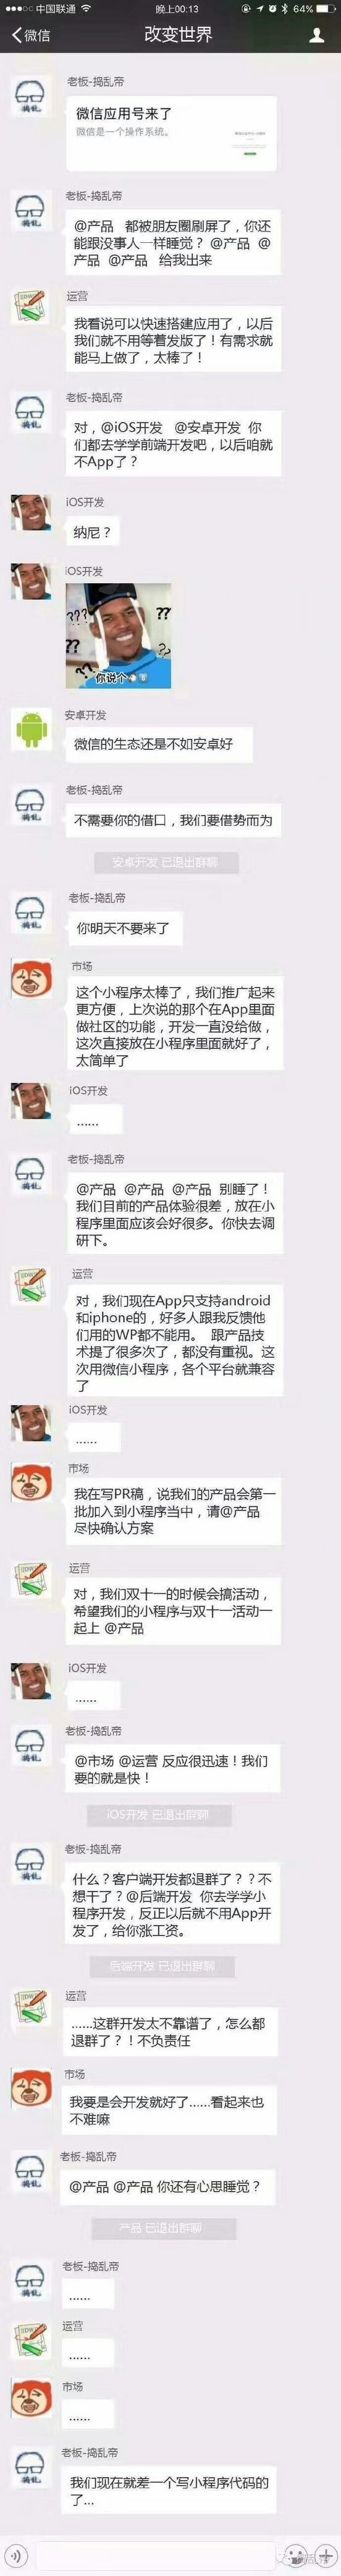 中国联通
晚上00:13
64%
微信
改变世界
老板-捣乱帝
微信应用号来了
微信是一个操作系统。
捣乱
老板-捣乱帝
@产品 都被朋友圈刷屏了，你还
能跟没事人一样睡觉？ @产品 @
产品 @产品 给我出来
运营
我看说可以快速搭建应用了，以后
我们就不用等着发版了！有需求就
能马上做了，太棒了！
老板-捣乱帝
对，@iOS开发 @安卓开发 你
们都去学学前端开发吧，以后咱就
不App了？
iOS开发
纳尼？
iOS开发
???
??
??
?
你说个
安卓开发
微信的生态还是不如安卓好
老板-捣乱帝
不需要你的借口，我们要借势而为
安卓开发 已退出群聊
老板-捣乱帝
你明天不要来了
市场
这个小程序太棒了，我们推广起来
更方便，上次说的那个在App里面
做社区的功能，开发一直没给做，
这次直接放在小程序里面就好了，
太简单了
iOS开发
......
老板-捣乱帝
@产品 @产品 @产品 别睡了！
我们目前的产品体验很差，放在小
程序里面应该会好很多。你快去调
研下。
运营
对，我们现在App只支持android
和iphone的，好多人跟我反馈他
们用的WP都不能用。 跟产品技
术提了很多次了，都没有重视。这
次用微信小程序，各个平台就兼容
了
iOS开发
......
市场
我在写PR稿，说我们的产品会第一
批加入到小程序当中，请@产品
尽快确认方案
运营
对，我们双十一的时候会搞活动，
希望我们的小程序与双十一活动一
起上 @产品
iOS开发
......
老板-捣乱帝
@市场 @运营 反应很迅速！我们
要的就是快！
iOS开发 已退出群聊
老板-捣乱帝
什么？客户端开发都退群了？？不
想干了？@后端开发 你去学学小
程序开发，反正以后就不用App开
发了，给你涨工资。
后端开发 已退出群聊
运营
......这群开发太不靠谱了，怎么都
退群了？！不负责任
市场
我要是会开发就好了......看起来也
不难嘛
老板-捣乱帝
@产品 @产品 你还有心思睡觉？
产品 已退出群聊
老板-捣乱帝
......
运营
......
市场
......
老板-捣乱帝
我们现在就差一个写小程序代码的
了...